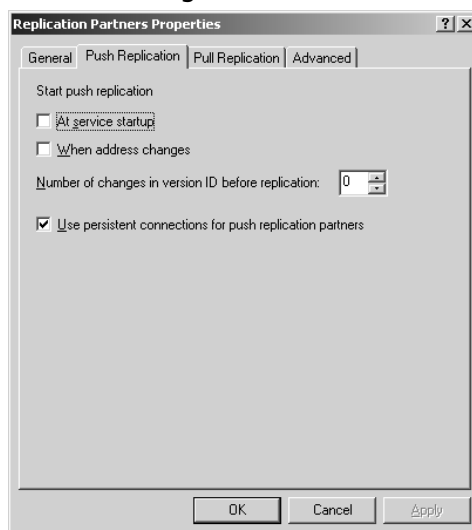 Replication Partners Properties
General Push Replication Pull Replication Advanced
Start push replication
At service startup
When address changes
Number of changes in version ID before replication: 0
Use persistent connections for push replication partners
OK Cancel Apply